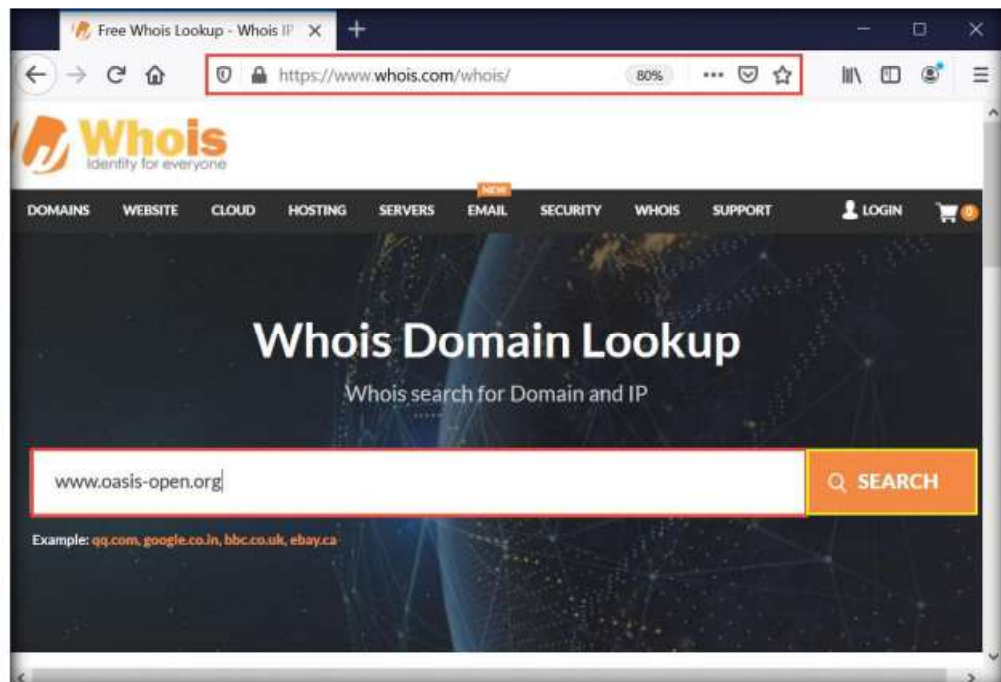 Free Whois Lookup - Whois IP
https://www.whois.com/whois/ 80%
Whois
Identity for everyone
NEW
DOMAINS WEBSITE CLOUD HOSTING SERVERS EMAIL SECURITY WHOIS SUPPORT LOGIN 0
Whois Domain Lookup
Whois search for Domain and IP
www.oasis-open.org
SEARCH
Example: qq.com, google.co.in, bbc.co.uk, ebay.ca